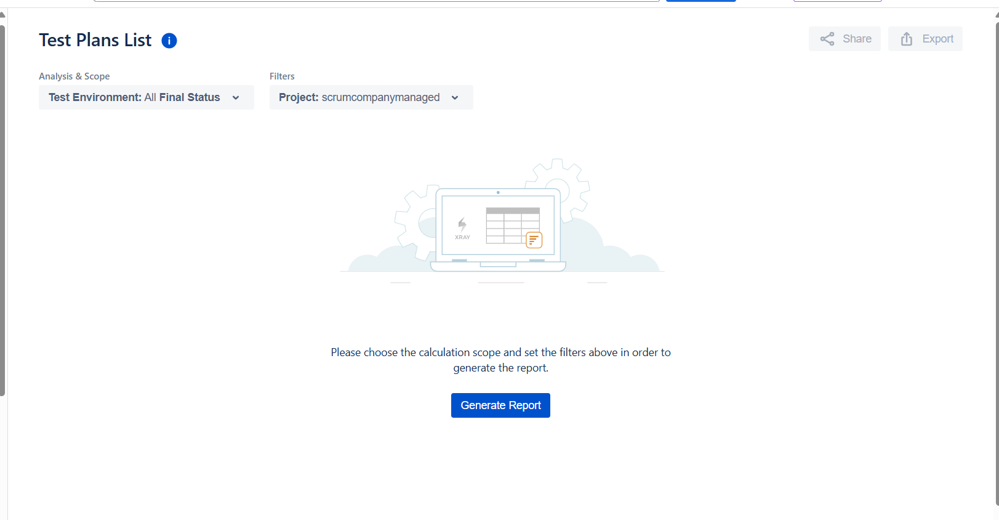 Test Plans List
Share
Export
Analysis & Scope
Filters
Test Environment: All Final Status
Project: scrumcompanymanaged
XRAY
Please choose the calculation scope and set the filters above in order to
generate the report.
Generate Report